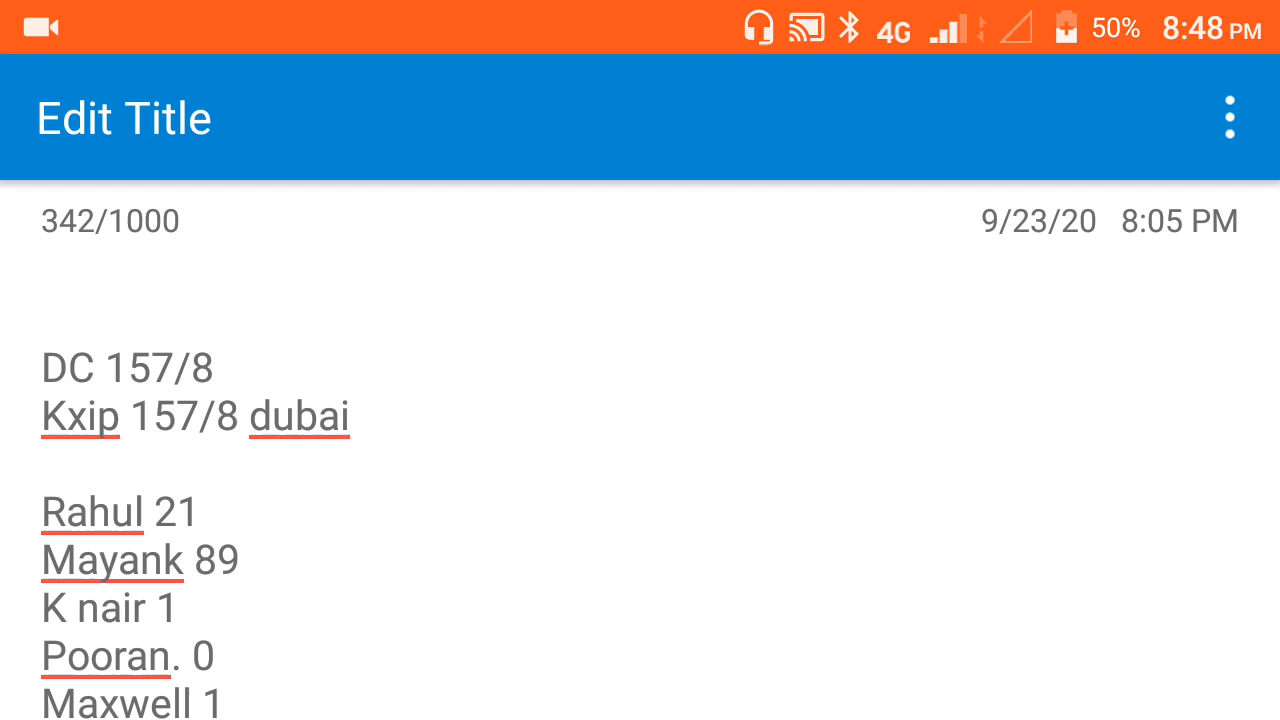 4G 50% 8:48 PM
Edit Title
342/1000 9/23/20 8:05 PM
DC 157/8
Kxip 157/8 dubai
Rahul 21
Mayank 89
K nair 1
Pooran. 0
Maxwell 1